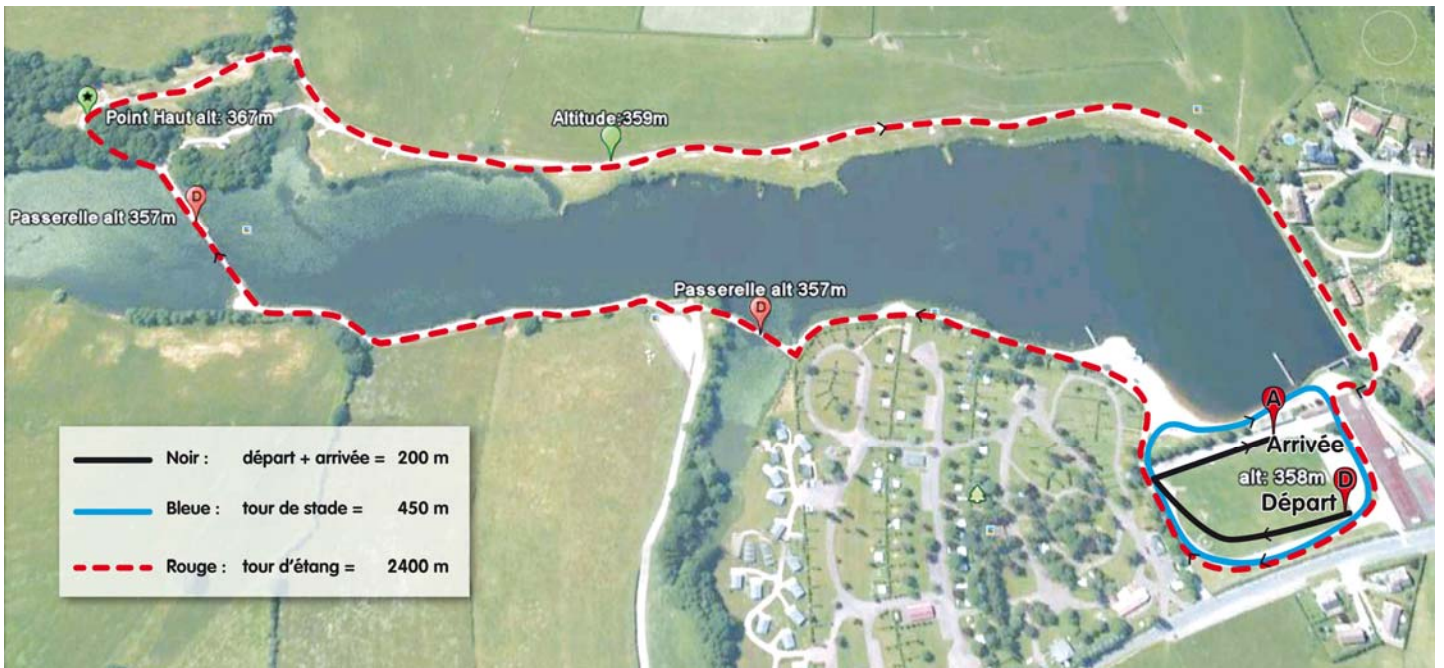 Point Haut alt: 367m
Altitude:359m
D
Passerelle alt 357m
Passerelle alt 357m
D
A
Arrivée
alt: 358m
D
Départ
Noir : départ + arrivée = 200 m
Bleue : tour de stade = 450 m
Rouge : tour d'étang = 2400 m